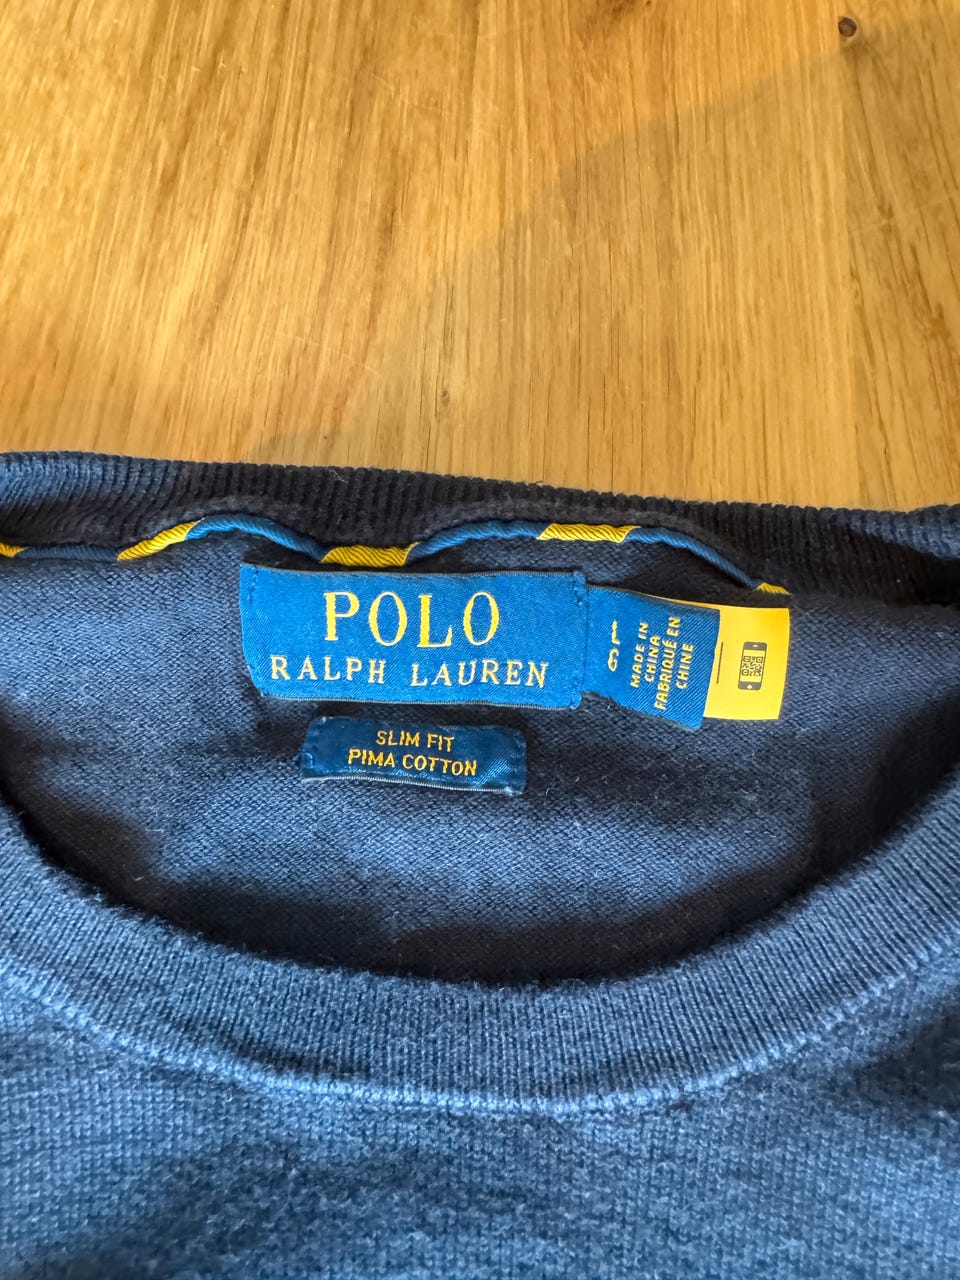 POLO
RALPH LAUREN
MADE IN
CHINA
FABRIQUÉ EN
CHINE
SLIM FIT
PIMA COTTON